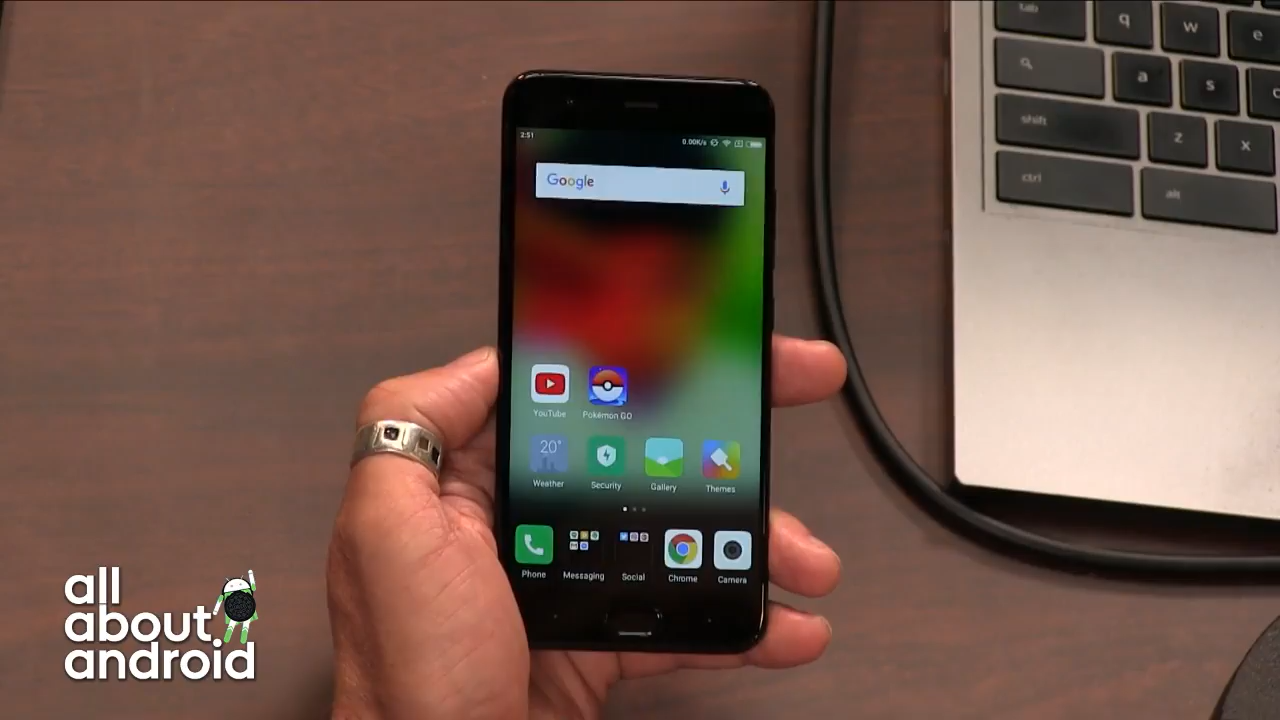 2:51
0.00K/s
Google
YouTube
Pokémon GO
20°
Weather
Security
Gallery
Themes
Phone
Messaging
Social
Chrome
Camera
tab
q
w
e
a
s
shift
z
x
ctrl
alt
all
about
android